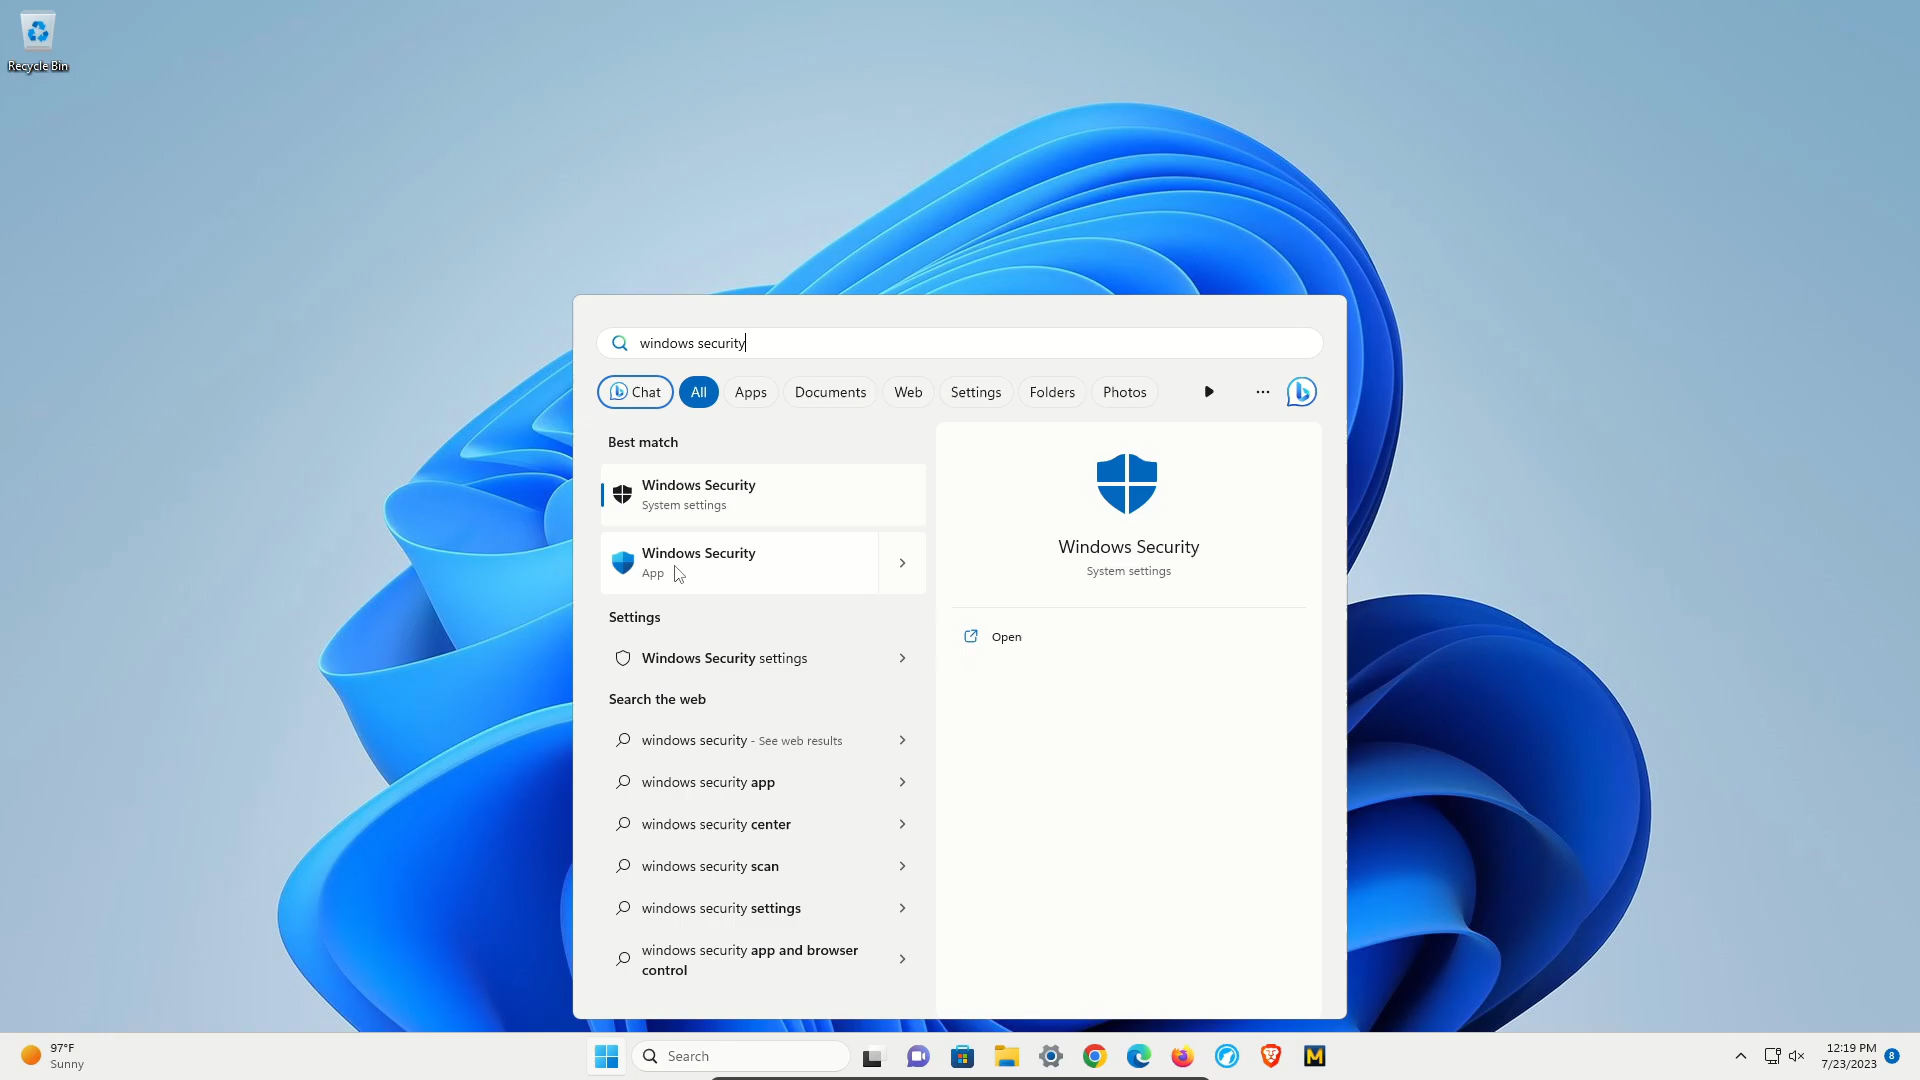 Recycle Bin
windows security
Chat
All
Apps
Documents
Web
Settings
Folders
Photos
Best match
Windows Security
System settings
Windows Security
App
Settings
Windows Security settings
Search the web
windows security - See web results
windows security app
windows security center
windows security scan
windows security settings
windows security app and browser
control
Windows Security
System settings
Open
97°F
Sunny
Search
12:19 PM
7/23/2023
8